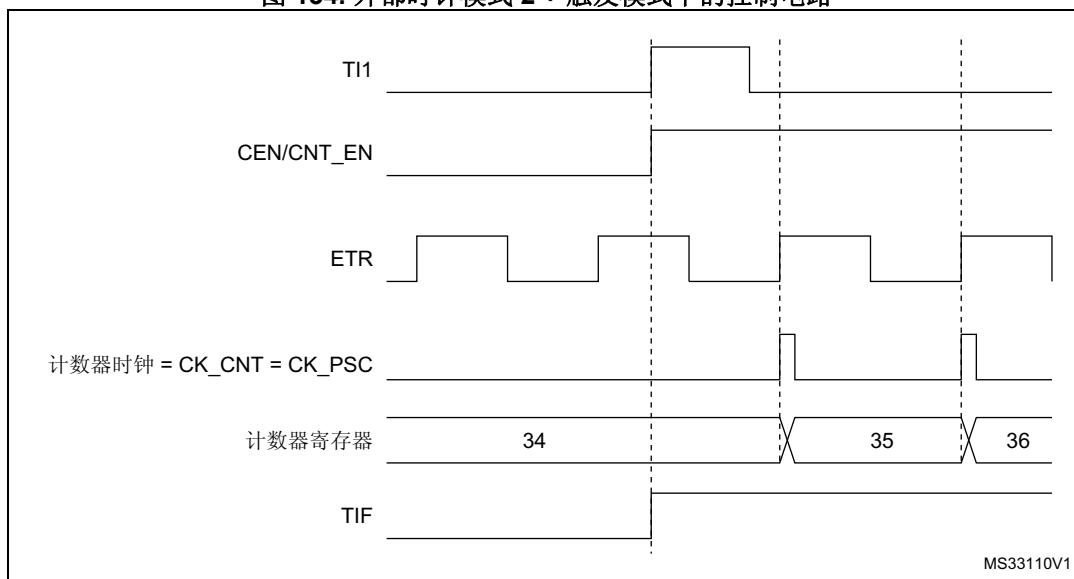 TI1
CEN/CNT_EN
ETR
计数器时钟 = CK_CNT = CK_PSC
计数器寄存器
34
35
36
TIF
MS33110V1